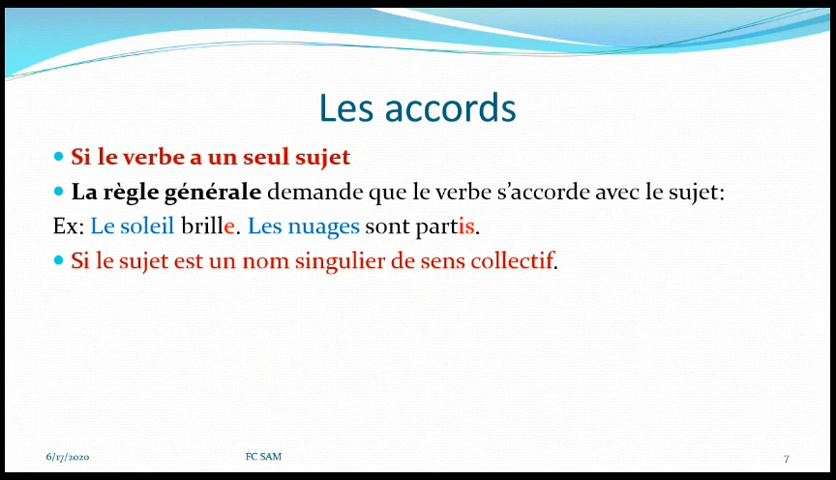 Les accords
• Si le verbe a un seul sujet
• La règle générale demande que le verbe s’accorde avec le sujet:
Ex: Le soleil brille. Les nuages sont partis.
• Si le sujet est un nom singulier de sens collectif.
6/17/2020 FC SAM 7